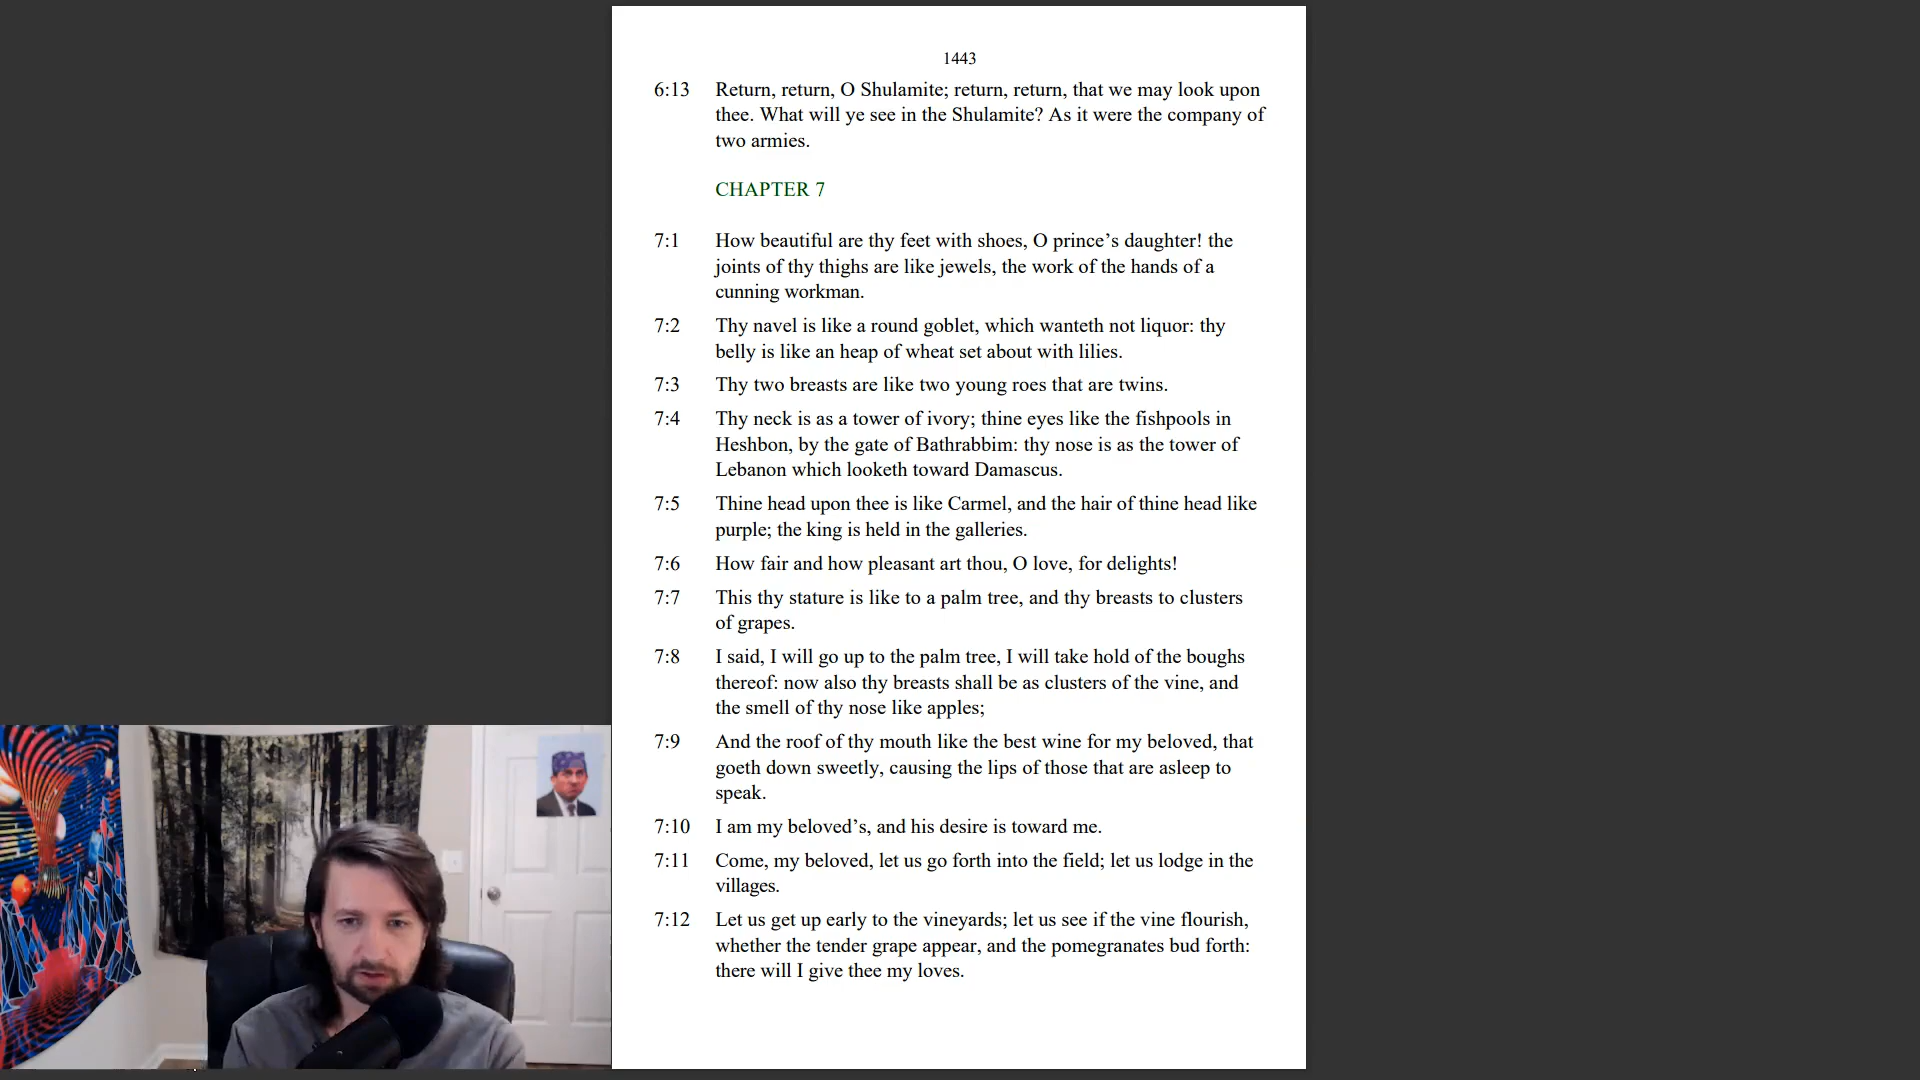 1443
6:13 Return, return, O Shulamite; return, return, that we may look upon
thee. What will ye see in the Shulamite? As it were the company of
two armies.
CHAPTER 7
7:1 How beautiful are thy feet with shoes, O prince’s daughter! the
joints of thy thighs are like jewels, the work of the hands of a
cunning workman.
7:2 Thy navel is like a round goblet, which wanteth not liquor: thy
belly is like an heap of wheat set about with lilies.
7:3 Thy two breasts are like two young roes that are twins.
7:4 Thy neck is as a tower of ivory; thine eyes like the fishpools in
Heshbon, by the gate of Bathrabbim: thy nose is as the tower of
Lebanon which looketh toward Damascus.
7:5 Thine head upon thee is like Carmel, and the hair of thine head like
purple; the king is held in the galleries.
7:6 How fair and how pleasant art thou, O love, for delights!
7:7 This thy stature is like to a palm tree, and thy breasts to clusters
of grapes.
7:8 I said, I will go up to the palm tree, I will take hold of the boughs
thereof: now also thy breasts shall be as clusters of the vine, and
the smell of thy nose like apples;
7:9 And the roof of thy mouth like the best wine for my beloved, that
goeth down sweetly, causing the lips of those that are asleep to
speak.
7:10 I am my beloved’s, and his desire is toward me.
7:11 Come, my beloved, let us go forth into the field; let us lodge in the
villages.
7:12 Let us get up early to the vineyards; let us see if the vine flourish,
whether the tender grape appear, and the pomegranates bud forth:
there will I give thee my loves.